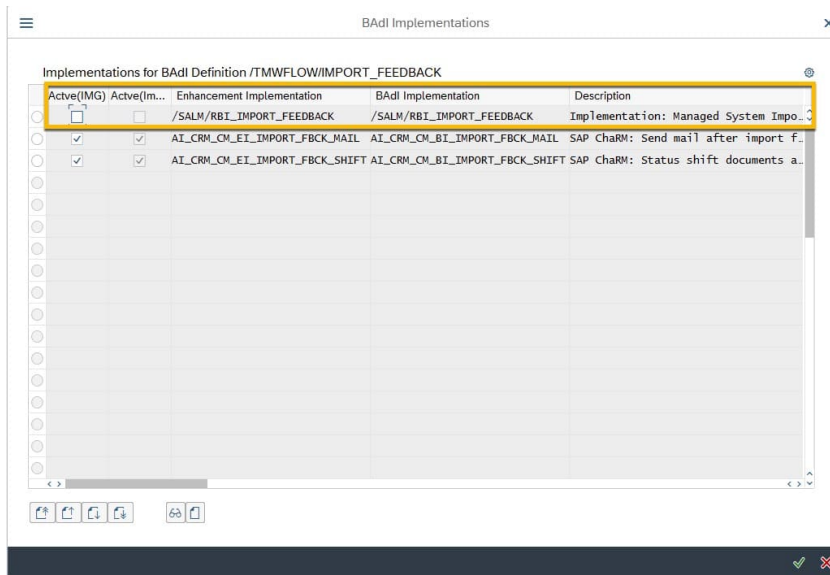 BAdI Implementations
Implementations for BAdI Definition /TMWFLOW/IMPORT_FEEDBACK
Actve(IMG) Actve(Im... Enhancement Implementation BAdI Implementation Description
/SALM/RBI_IMPORT_FEEDBACK /SALM/RBI_IMPORT_FEEDBACK Implementation: Managed System Impo…
AI_CRM_CM_EI_IMPORT_FBCK_MAIL AI_CRM_CM_BI_IMPORT_FBCK_MAIL SAP ChaRM: Send mail after import f…
AI_CRM_CM_EI_IMPORT_FBCK_SHIFT AI_CRM_CM_BI_IMPORT_FBCK_SHIFT SAP ChaRM: Status shift documents a…